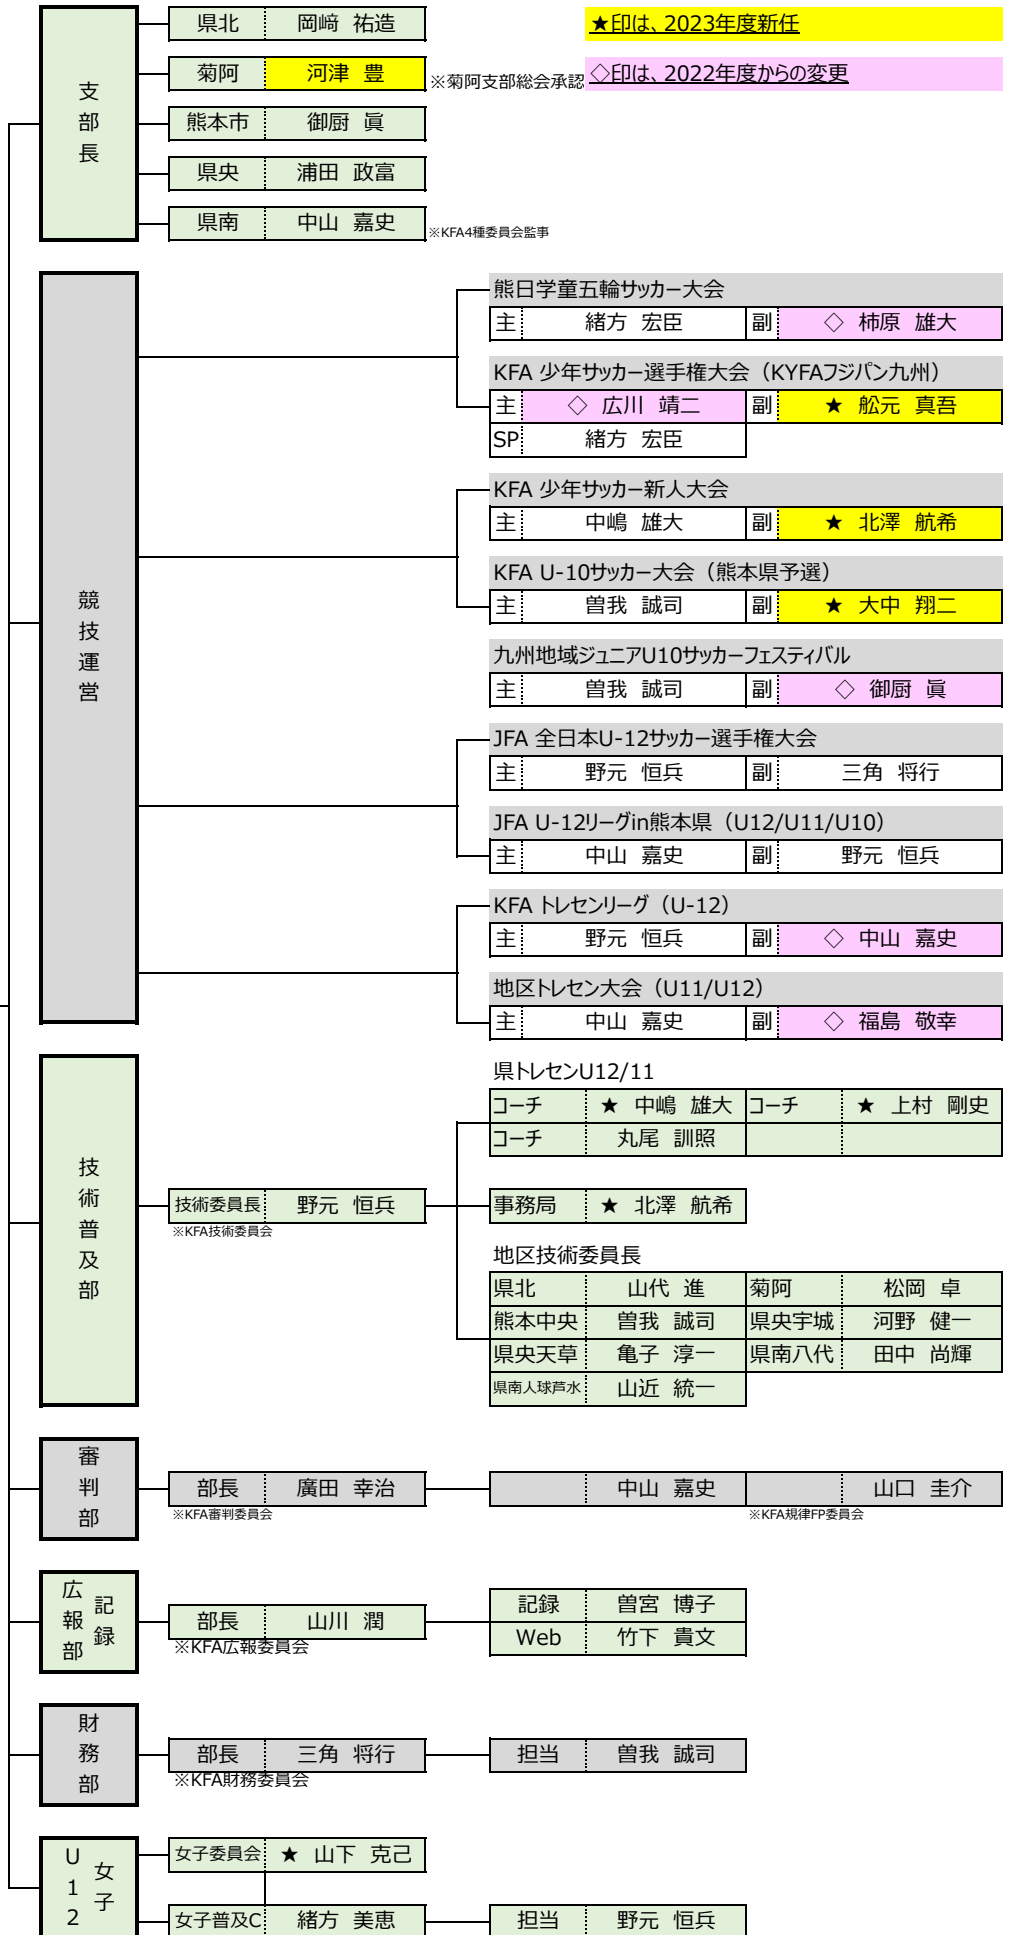 ★印は、2023年度新任
◇印は、2022年度からの変更
支部長
県北 岡﨑 祐造
菊阿 河津 豊
※菊阿支部総会承認
熊本市 御厨 眞
県央 浦田 政富
県南 中山 嘉史
※KFA4種委員会監事
競技運営
熊日学童五輪サッカー大会
主 緒方 宏臣 副 ◇ 柿原 雄大
KFA 少年サッカー選手権大会（KYFAフジパン九州）
主 ◇ 広川 靖二 副 ★ 舩元 真吾
SP 緒方 宏臣
KFA 少年サッカー新人大会
主 中嶋 雄大 副 ★ 北澤 航希
KFA U-10サッカー大会（熊本県予選）
主 曽我 誠司 副 ★ 大中 翔二
九州地域ジュニアU10サッカーフェスティバル
主 曽我 誠司 副 ◇ 御厨 眞
JFA 全日本U-12サッカー選手権大会
主 野元 恒兵 副 三角 将行
JFA U-12リーグin熊本県（U12/U11/U10）
主 中山 嘉史 副 野元 恒兵
KFA トレセンリーグ（U-12）
主 野元 恒兵 副 ◇ 中山 嘉史
地区トレセン大会（U11/U12）
主 中山 嘉史 副 ◇ 福島 敬幸
技術普及部
技術委員長 野元 恒兵
※KFA技術委員会
県トレセンU12/11
コーチ ★ 中嶋 雄大 コーチ ★ 上村 剛史
コーチ 丸尾 訓照
事務局 ★ 北澤 航希
地区技術委員長
県北 山代 進 菊阿 松岡 卓
熊本中央 曽我 誠司 県央宇城 河野 健一
県央天草 亀子 淳一 県南八代 田中 尚輝
県南人球芦水 山近 統一
審判部
部長 廣田 幸治 中山 嘉史 山口 圭介
※KFA審判委員会 ※KFA規律FP委員会
広報部
記録
部長 山川 潤
※KFA広報委員会
記録 曽宮 博子
Web 竹下 貴文
財務部
部長 三角 将行 担当 曽我 誠司
※KFA財務委員会
U12
女子
女子委員会 ★ 山下 克己
女子普及C 緒方 美恵 担当 野元 恒兵